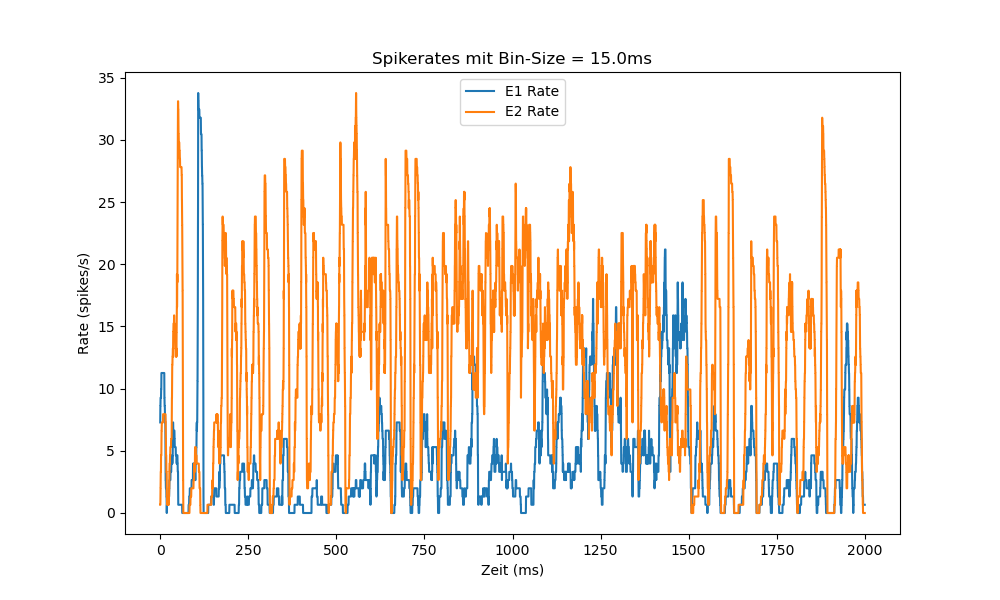 Spikerates mit Bin-Size = 15.0ms
E1 Rate
E2 Rate
Rate (spikes/s)
35
30
25
20
15
10
5
0
0 250 500 750 1000 1250 1500 1750 2000
Zeit (ms)